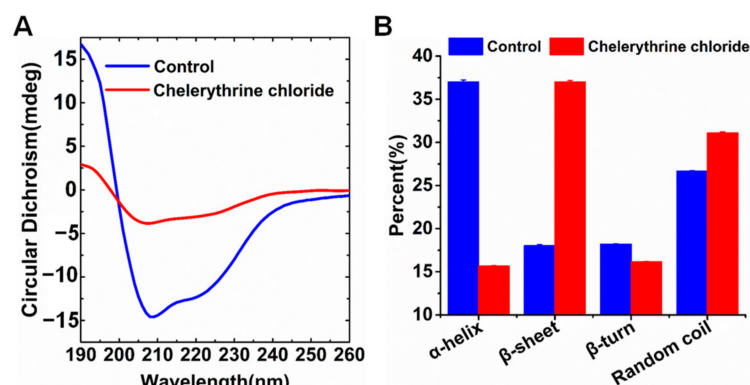 A
Circular Dichroism(mdeg)
15
10
5
0
−5
−10
−15
Control
Chelerythrine chloride
190 200 210 220 230 240 250 260
Wavelength(nm)
B
Percent(%)
40
35
30
25
20
15
10
Control Chelerythrine chloride
α-helix β-sheet β-turn Random coil